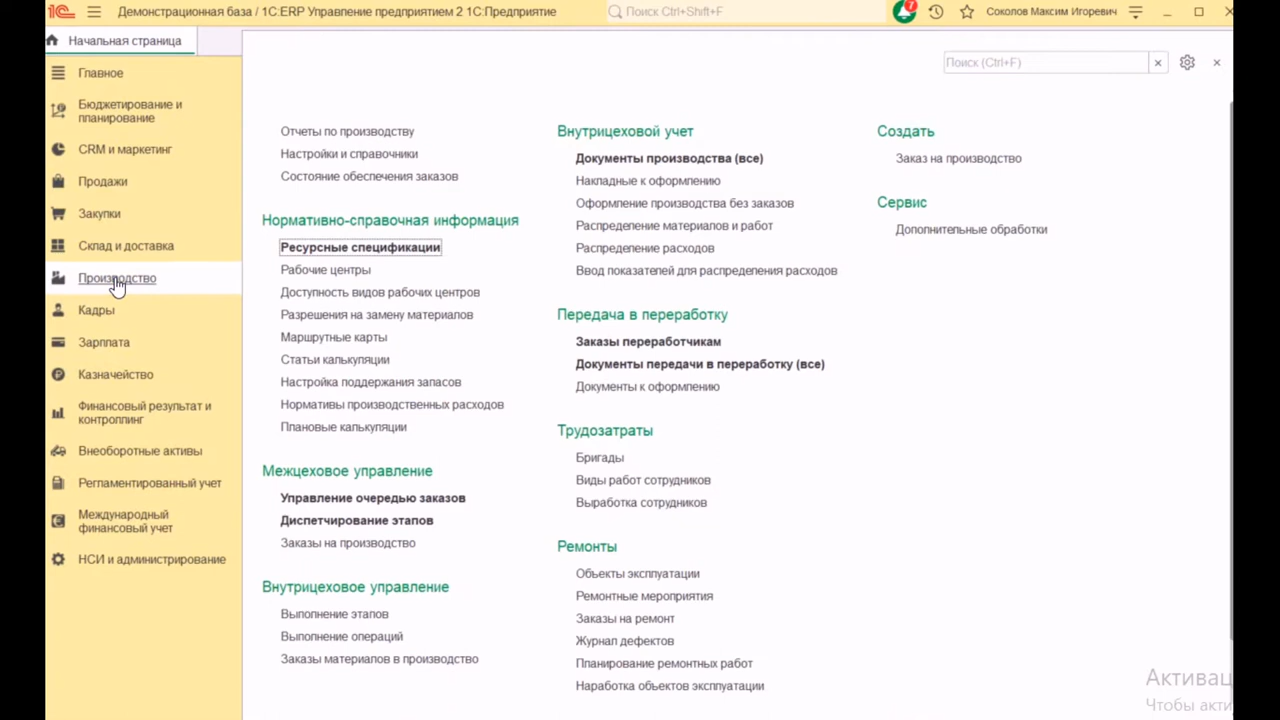 1С Демонстрационная база / 1С:ERP Управление предприятием 2 1С:Предприятие
Поиск Ctrl+Shift+F
7
Соколов Максим Игоревич
Начальная страница
Главное
Бюджетирование и
планирование
CRM и маркетинг
Продажи
Закупки
Склад и доставка
Производство
Кадры
Зарплата
Казначейство
Финансовый результат и
контроллинг
Внеоборотные активы
Регламентированный учет
Международный
финансовый учет
НСИ и администрирование
Поиск (Ctrl+F)
Отчеты по производству
Настройки и справочники
Состояние обеспечения заказов
Нормативно-справочная информация
Ресурсные спецификации
Рабочие центры
Доступность видов рабочих центров
Разрешения на замену материалов
Маршрутные карты
Статьи калькуляции
Настройка поддержания запасов
Нормативы производственных расходов
Плановые калькуляции
Межцеховое управление
Управление очередью заказов
Диспетчирование этапов
Заказы на производство
Внутрицеховое управление
Выполнение этапов
Выполнение операций
Заказы материалов в производство
Внутрицеховой учет
Документы производства (все)
Накладные к оформлению
Оформление производства без заказов
Распределение материалов и работ
Распределение расходов
Ввод показателей для распределения расходов
Передача в переработку
Заказы переработчикам
Документы передачи в переработку (все)
Документы к оформлению
Трудозатраты
Бригады
Виды работ сотрудников
Выработка сотрудников
Ремонты
Объекты эксплуатации
Ремонтные мероприятия
Заказы на ремонт
Журнал дефектов
Планирование ремонтных работ
Наработка объектов эксплуатации
Создать
Заказ на производство
Сервис
Дополнительные обработки
Активац
Чтобы акти